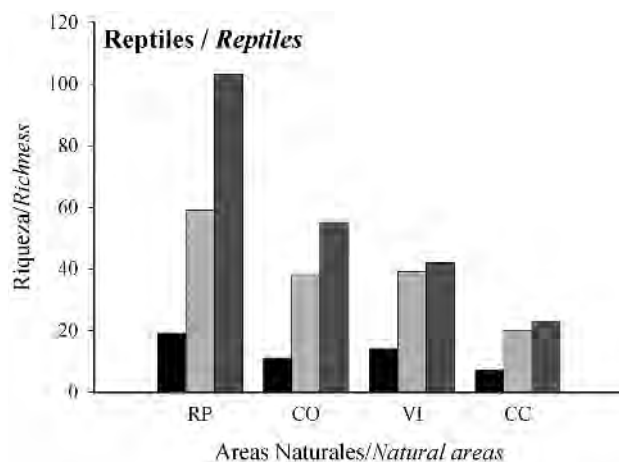 Reptiles / Reptiles
120
100
80
60
40
20
0
Riqueza/Richness
RP CO VI CC
Areas Naturales/Natural areas